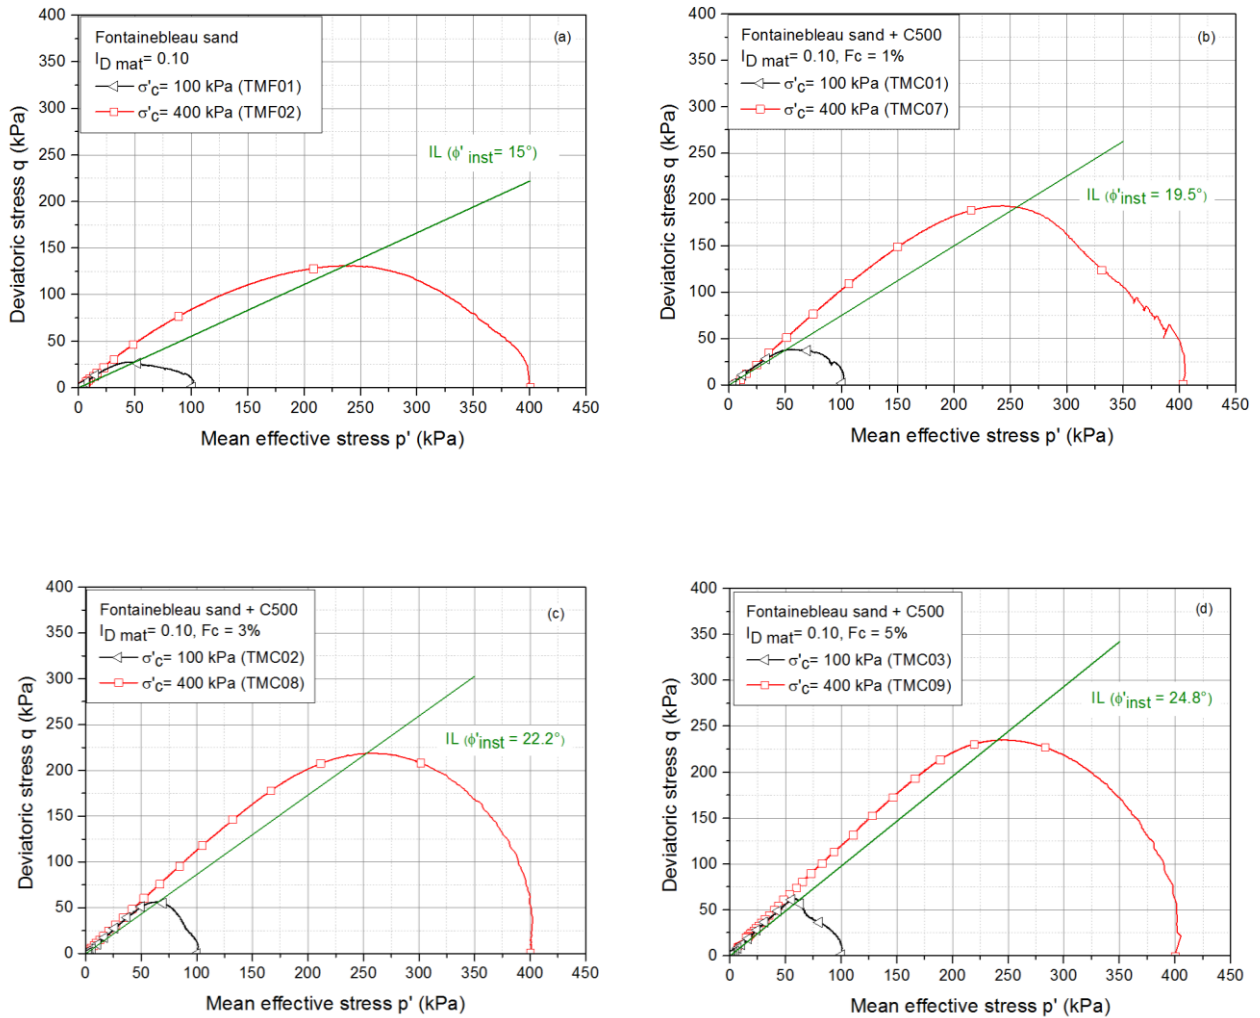 (a)
Fontainebleau sand
I D mat= 0.10
σ'c= 100 kPa (TMF01)
σ'c= 400 kPa (TMF02)
IL (ϕ' inst= 15°)
Deviatoric stress q (kPa)
400
350
300
250
200
150
100
50
0
0 50 100 150 200 250 300 350 400 450
Mean effective stress p' (kPa)
(b)
Fontainebleau sand + C500
I D mat= 0.10, Fc = 1%
σ'c= 100 kPa (TMC01)
σ'c= 400 kPa (TMC07)
IL (ϕ'inst = 19.5°)
Deviatoric stress q (kPa)
400
350
300
250
200
150
100
50
0
0 50 100 150 200 250 300 350 400 450
Mean effective stress p' (kPa)
(c)
Fontainebleau sand + C500
I D mat= 0.10, Fc = 3%
σ'c= 100 kPa (TMC02)
σ'c= 400 kPa (TMC08)
IL (ϕ'inst = 22.2°)
Deviatoric stress q (kPa)
400
350
300
250
200
150
100
50
0
0 50 100 150 200 250 300 350 400 450
Mean effective stress p' (kPa)
(d)
Fontainebleau sand + C500
I D mat= 0.10, Fc = 5%
σ'c= 100 kPa (TMC03)
σ'c= 400 kPa (TMC09)
IL (ϕ'inst = 24.8°)
Deviatoric stress q (kPa)
400
350
300
250
200
150
100
50
0
0 50 100 150 200 250 300 350 400 450
Mean effective stress p' (kPa)